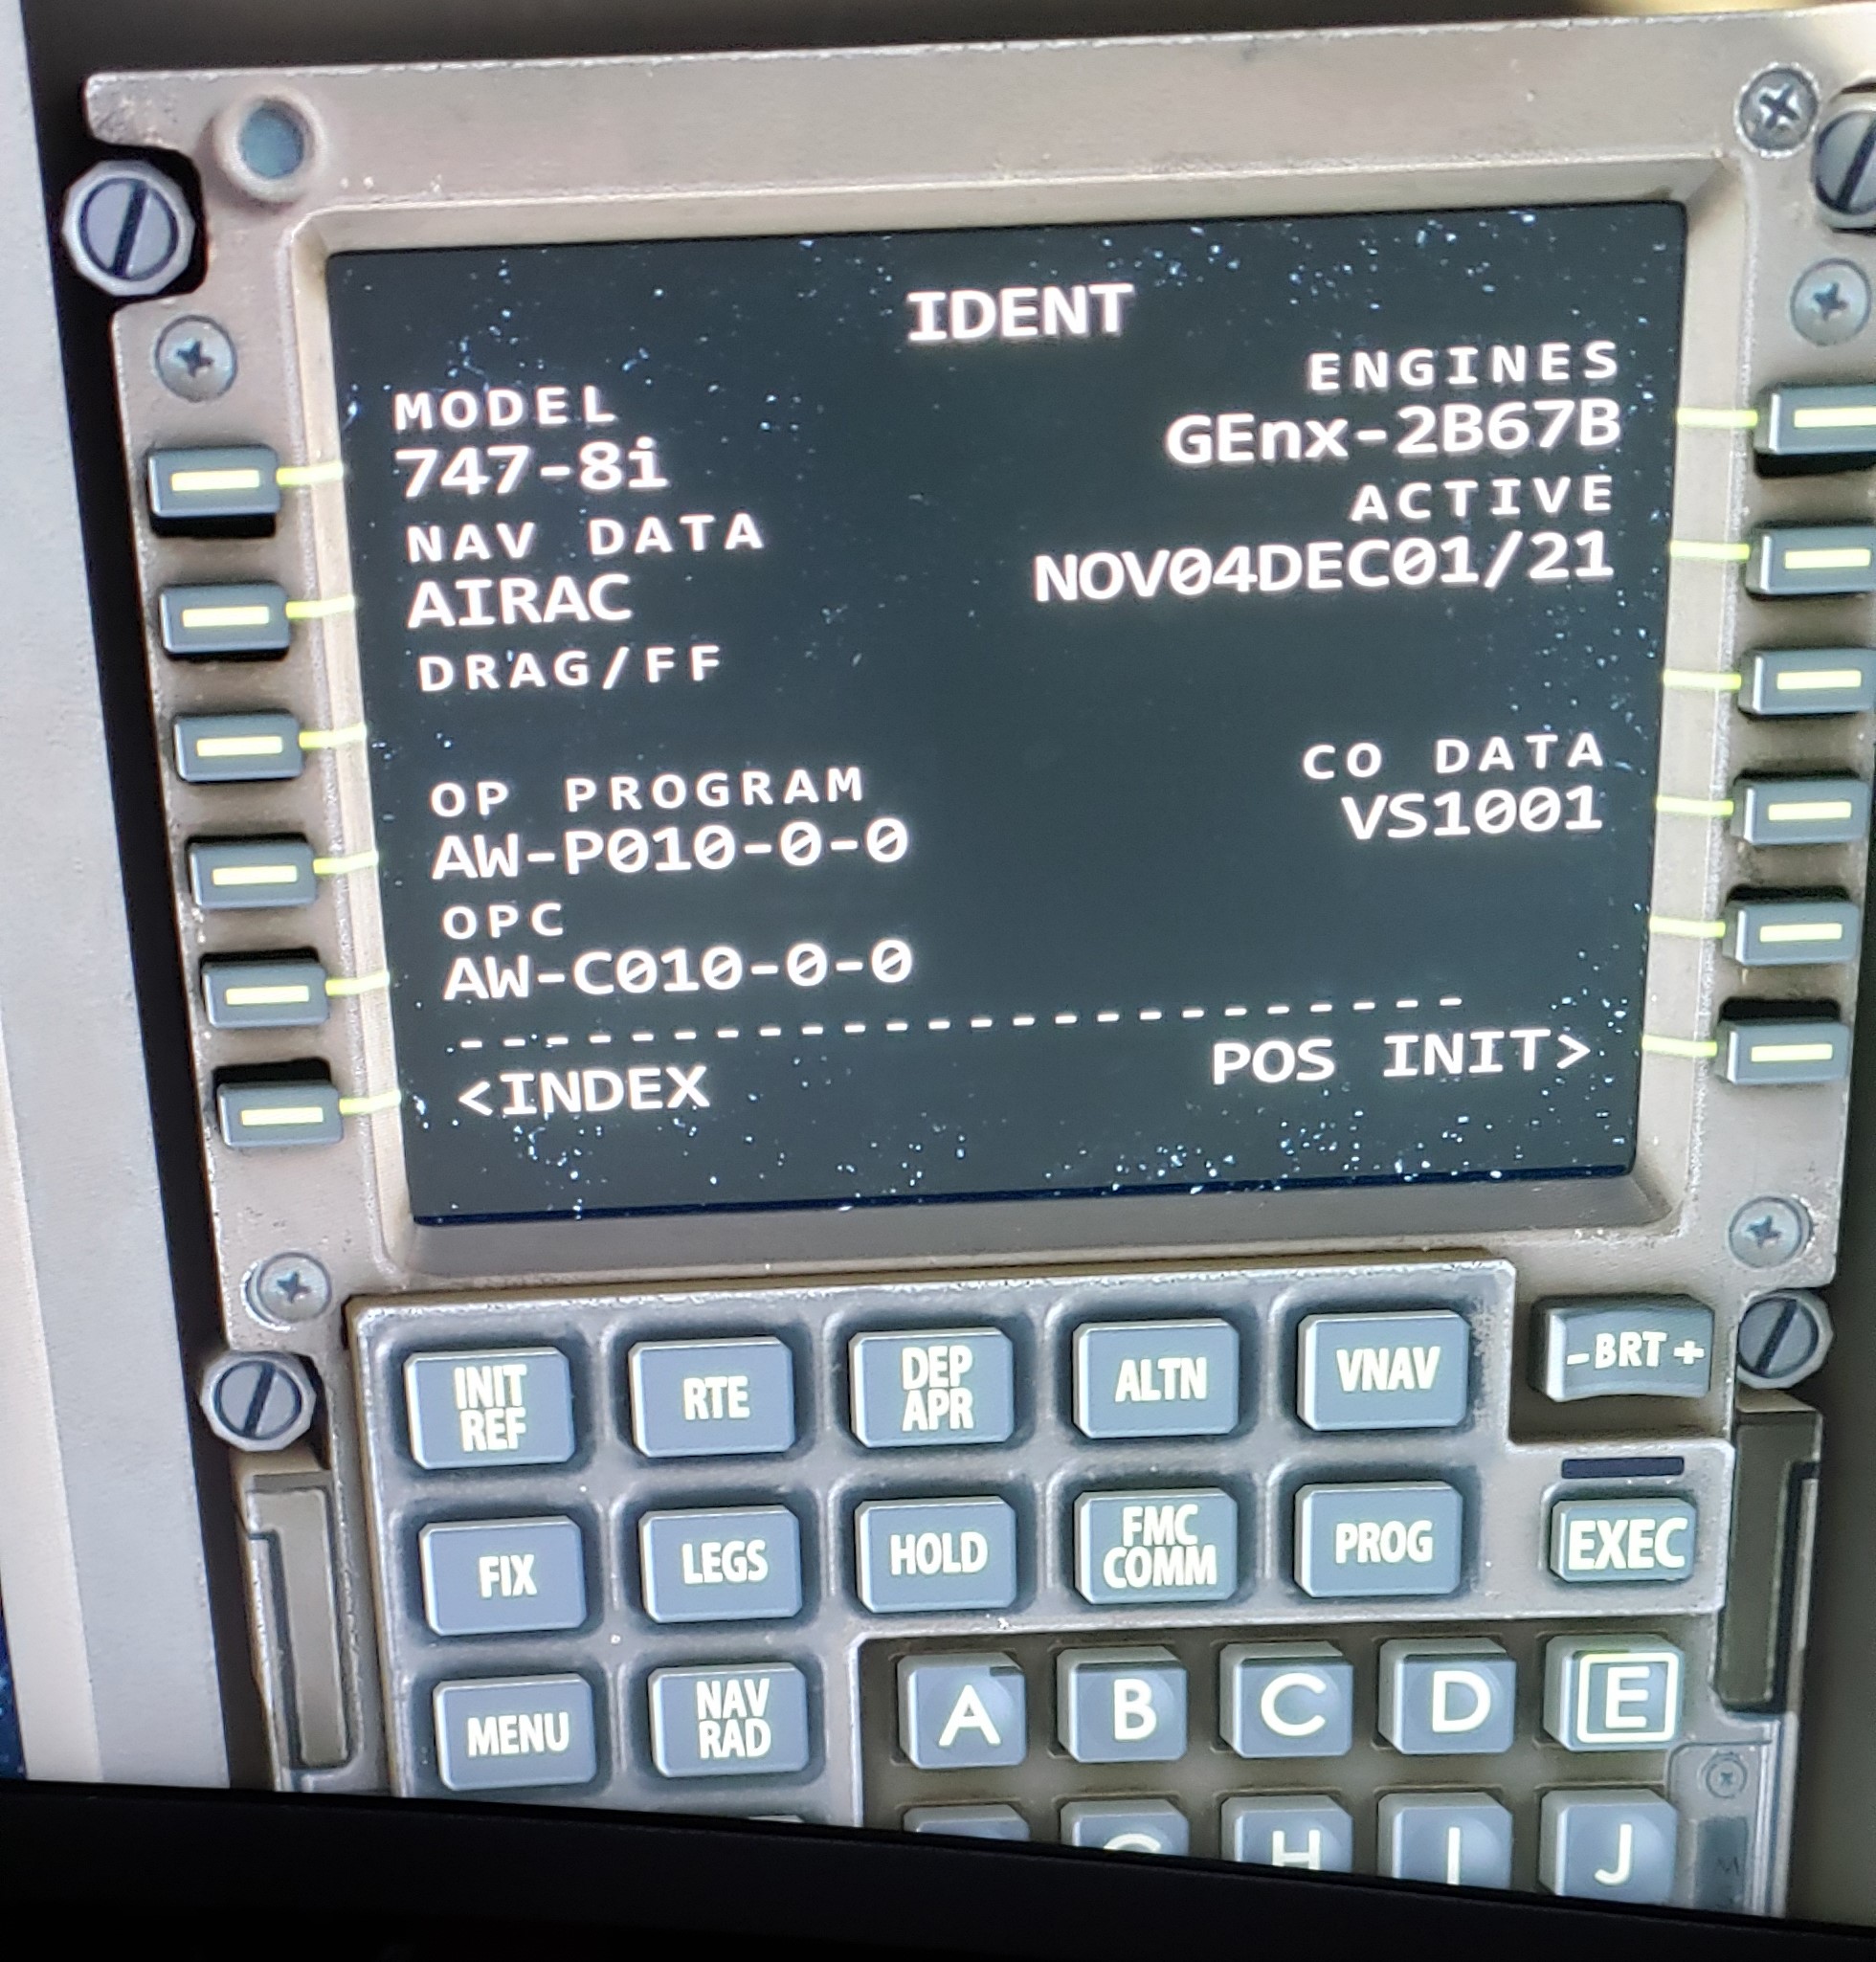 IDENT
MODEL ENGINES
747-8i GEnx-2B67B
NAV DATA ACTIVE
AIRAC NOV04DEC01/21
DRAG/FF
OP PROGRAM CO DATA
AW-P010-0-0 VS1001
OPC
AW-C010-0-0
------------------------
<INDEX POS INIT>
INIT REF
RTE
DEP APR
ALTN
VNAV
-BRT+
FIX
LEGS
HOLD
FMC COMM
PROG
EXEC
MENU
NAV RAD
A B C D E
G H I J